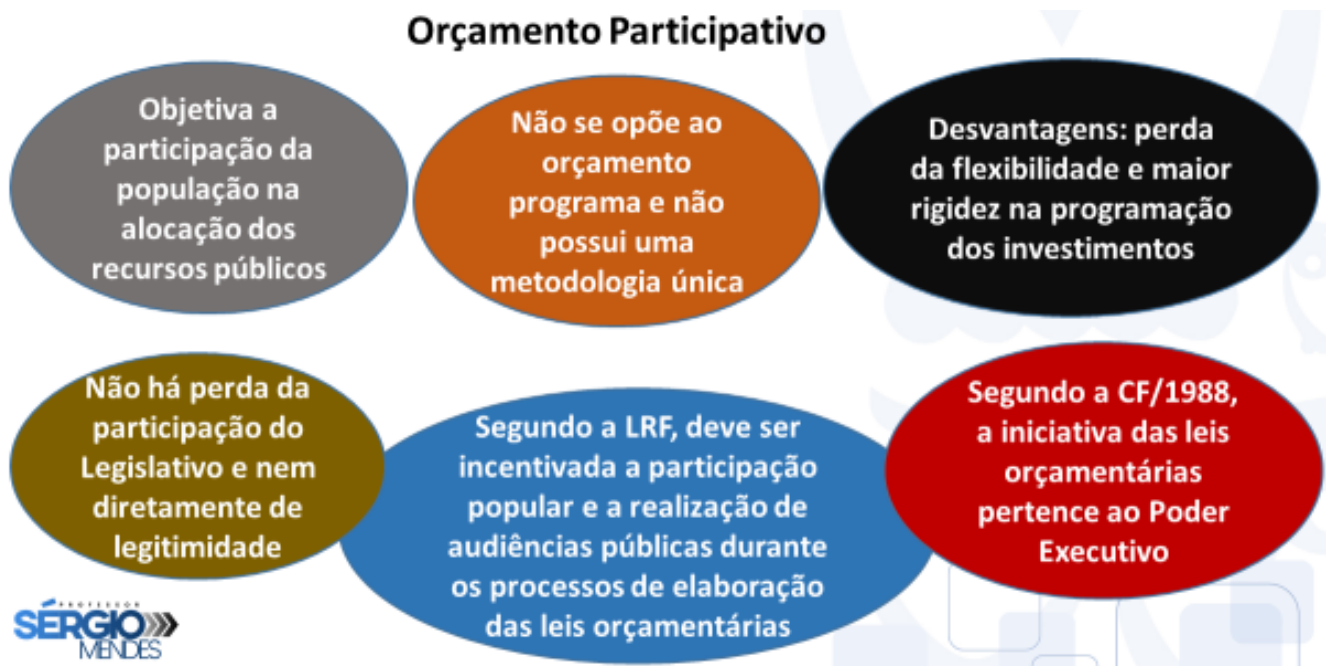 Orçamento Participativo
Objetiva a
participação da
população na
alocação dos
recursos públicos
Não se opõe ao
orçamento
programa e não
possui uma
metodologia única
Desvantagens: perda
da flexibilidade e maior
rigidez na programação
dos investimentos
Não há perda da
participação do
Legislativo e nem
diretamente de
legitimidade
Segundo a LRF, deve ser
incentivada a participação
popular e a realização de
audiências públicas durante
os processos de elaboração
das leis orçamentárias
Segundo a CF/1988,
a iniciativa das leis
orçamentárias
pertence ao Poder
Executivo
PROFESSOR
SÉRGIO
MENDES